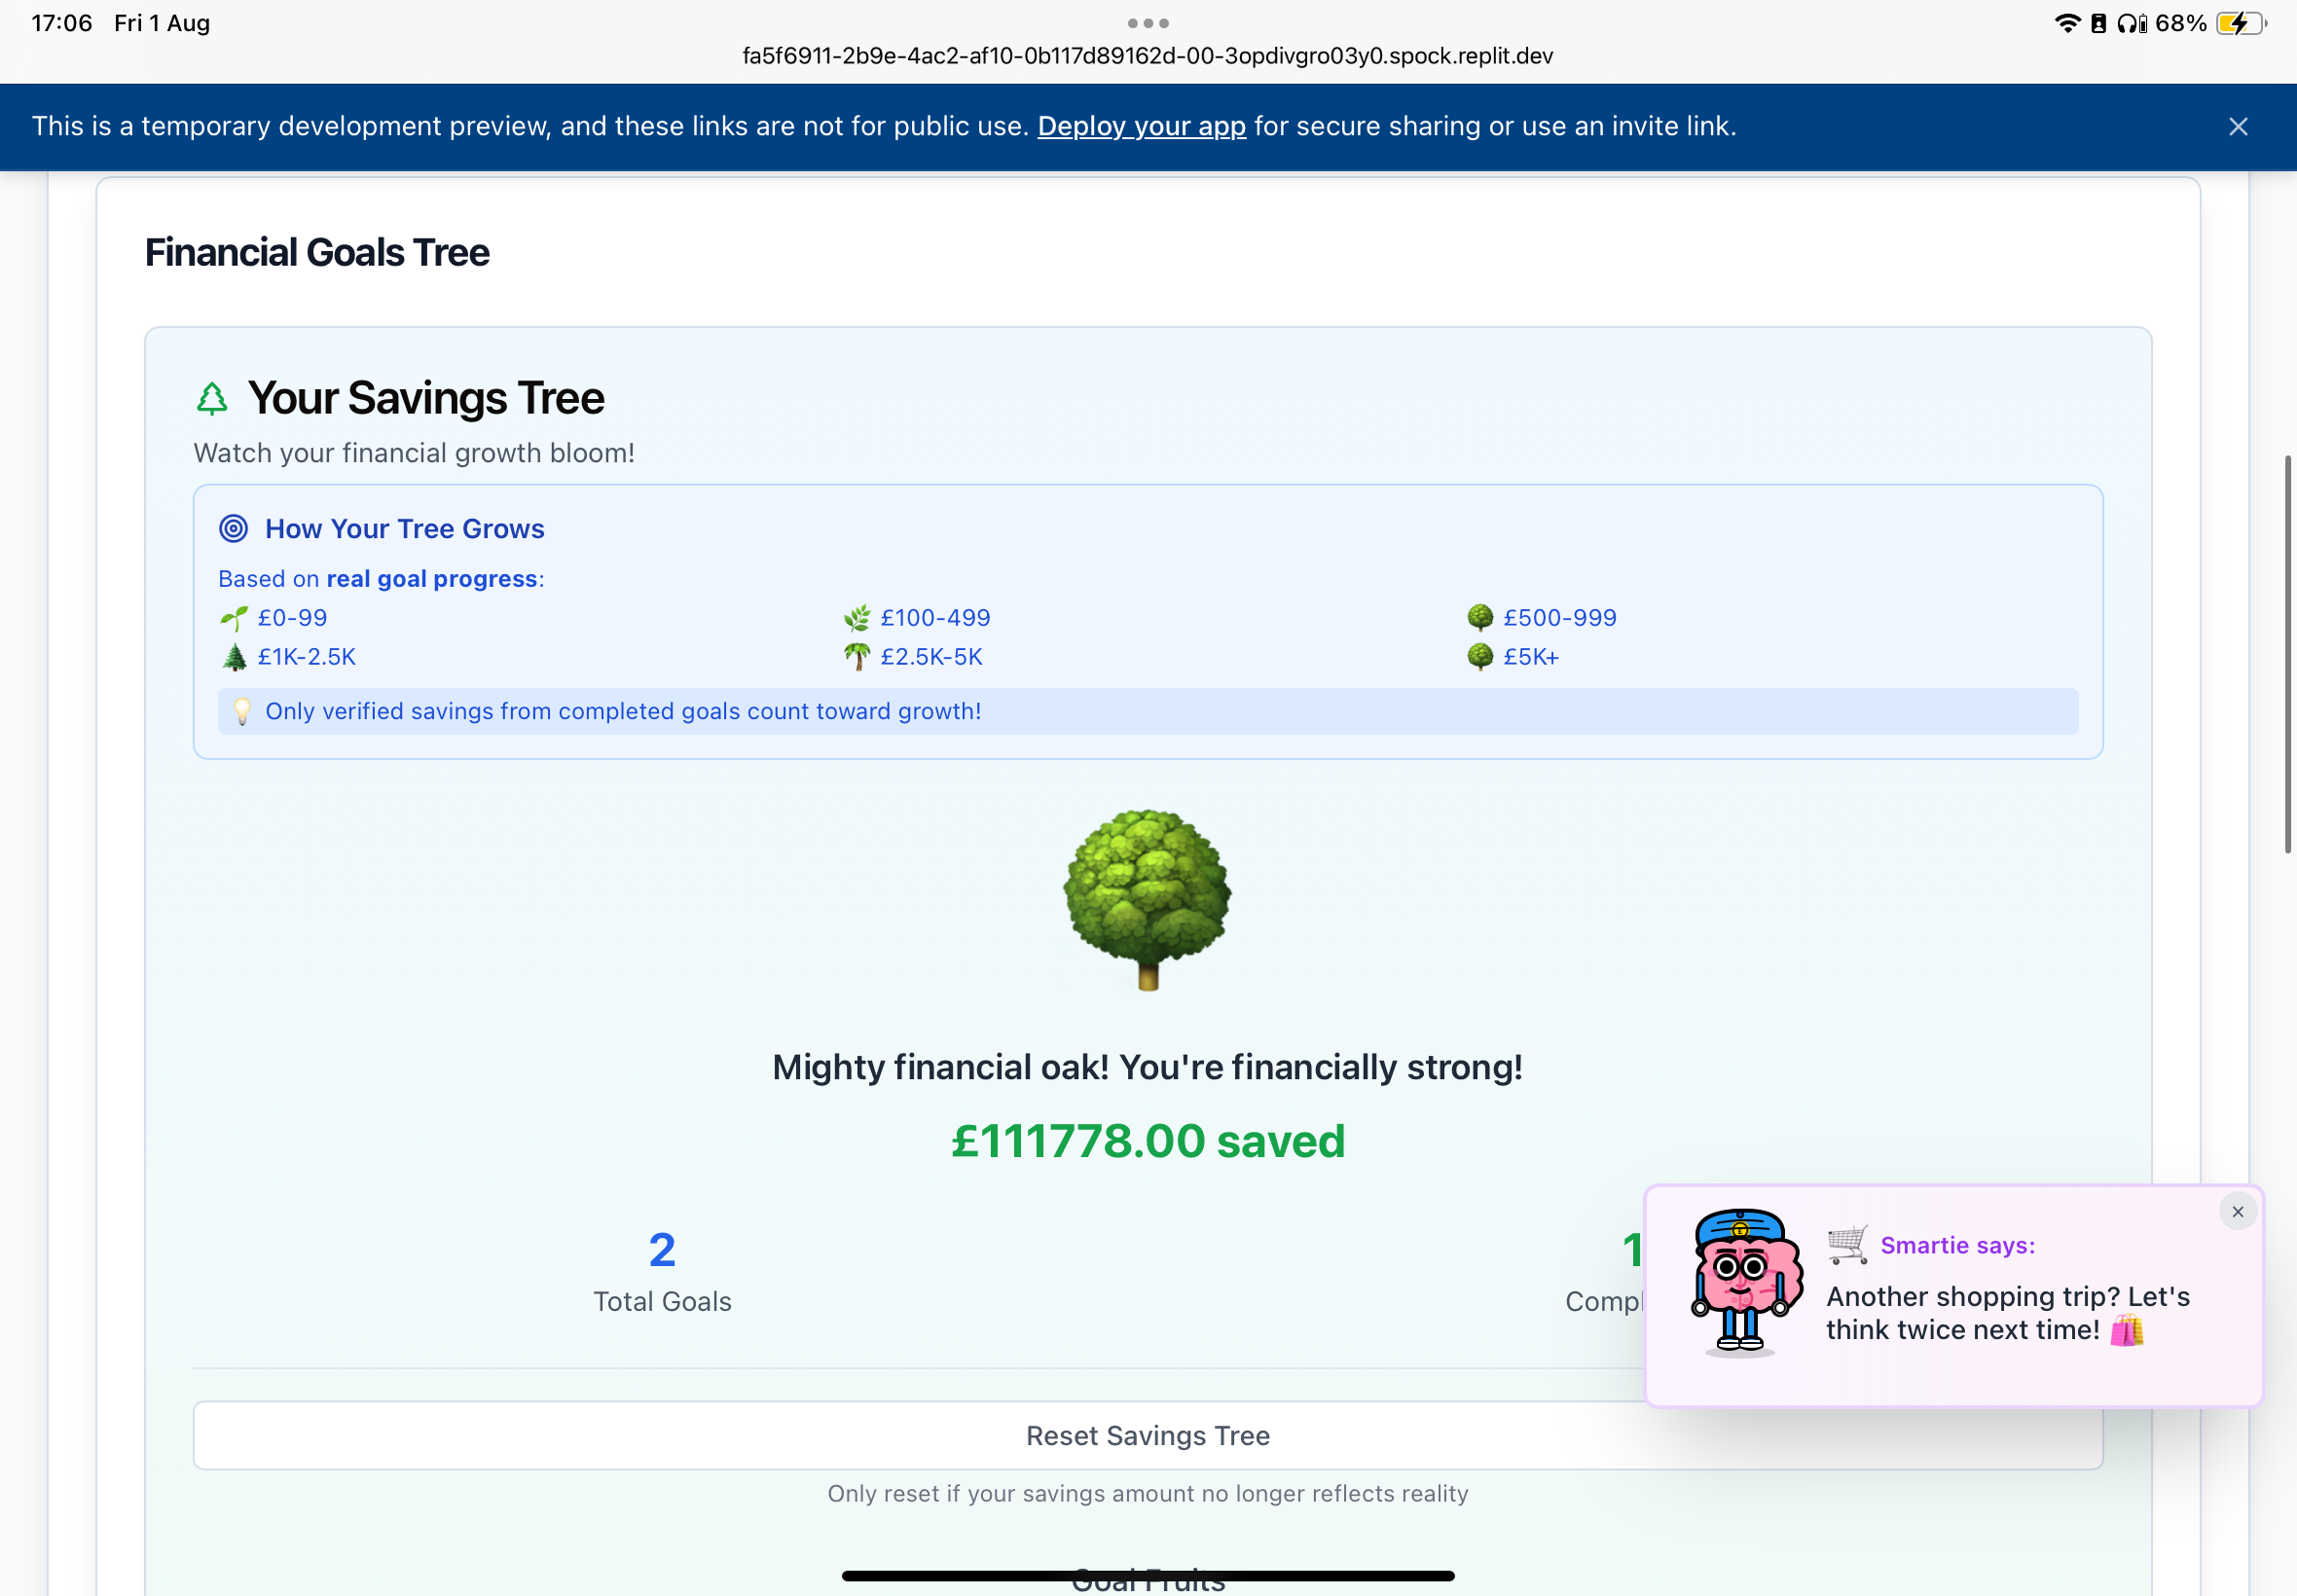 17:06 Fri 1 Aug
68%
fa5f6911-2b9e-4ac2-af10-0b117d89162d-00-3opdivgro03y0.spock.replit.dev
This is a temporary development preview, and these links are not for public use. Deploy your app for secure sharing or use an invite link.
Financial Goals Tree
Your Savings Tree
Watch your financial growth bloom!
How Your Tree Grows
Based on real goal progress:
£0-99
£100-499
£500-999
£1K-2.5K
£2.5K-5K
£5K+
Only verified savings from completed goals count toward growth!
Mighty financial oak! You're financially strong!
£111778.00 saved
2
Total Goals
1
Compl
Smartie says:
Another shopping trip? Let's
think twice next time!
Reset Savings Tree
Only reset if your savings amount no longer reflects reality
Goal Fruits